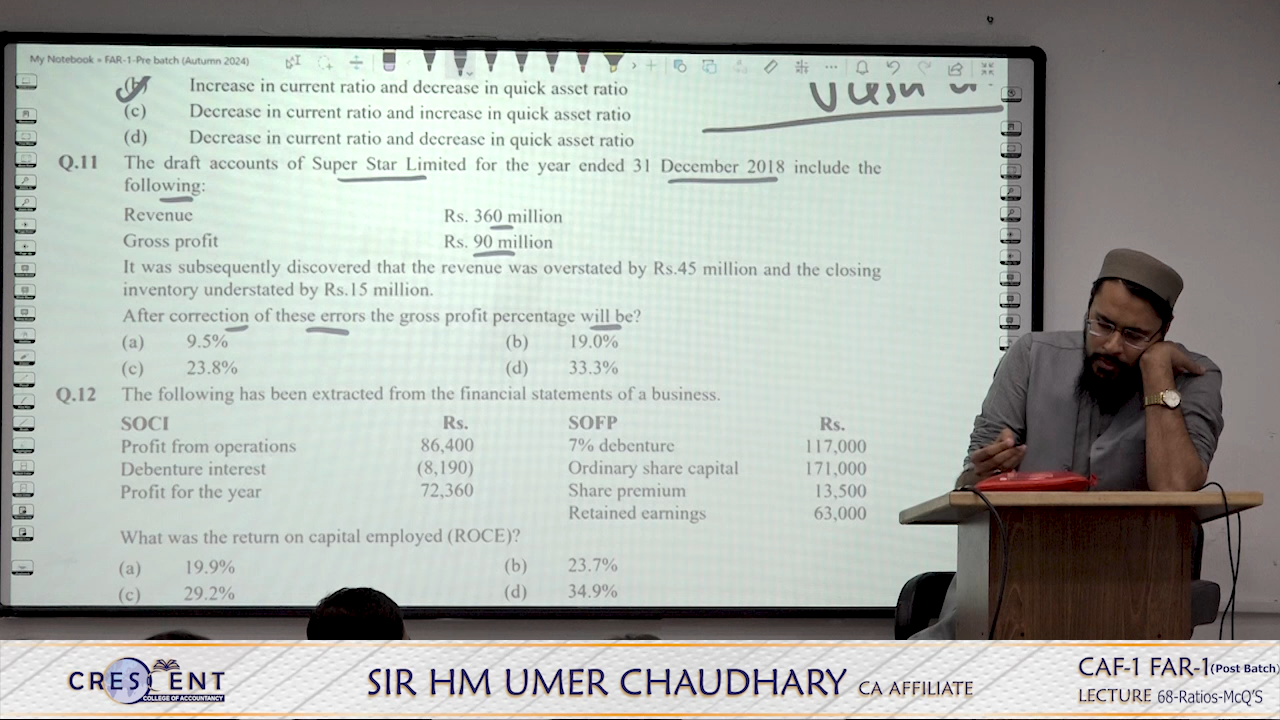 My Notebook » FAR-1-Pre batch (Autumn 2024)
Increase in current ratio and decrease in quick asset ratio
(c) Decrease in current ratio and increase in quick asset ratio
(d) Decrease in current ratio and decrease in quick asset ratio
Q.11 The draft accounts of Super Star Limited for the year ended 31 December 2018 include the
following:
Revenue Rs. 360 million
Gross profit Rs. 90 million
It was subsequently discovered that the revenue was overstated by Rs.45 million and the closing
inventory understated by Rs.15 million.
After correction of these errors the gross profit percentage will be?
(a) 9.5% (b) 19.0%
(c) 23.8% (d) 33.3%
Q.12 The following has been extracted from the financial statements of a business.
SOCI Rs. SOFP Rs.
Profit from operations 86,400 7% debenture 117,000
Debenture interest (8,190) Ordinary share capital 171,000
Profit for the year 72,360 Share premium 13,500
Retained earnings 63,000
What was the return on capital employed (ROCE)?
(a) 19.9% (b) 23.7%
(c) 29.2% (d) 34.9%
CRESCENT
COLLEGE OF ACCOUNTANCY
SIR HM UMER CHAUDHARY CA AFFILIATE
CAF-1 FAR-1(Post Batch)
LECTURE 68-Ratios-McQ'S